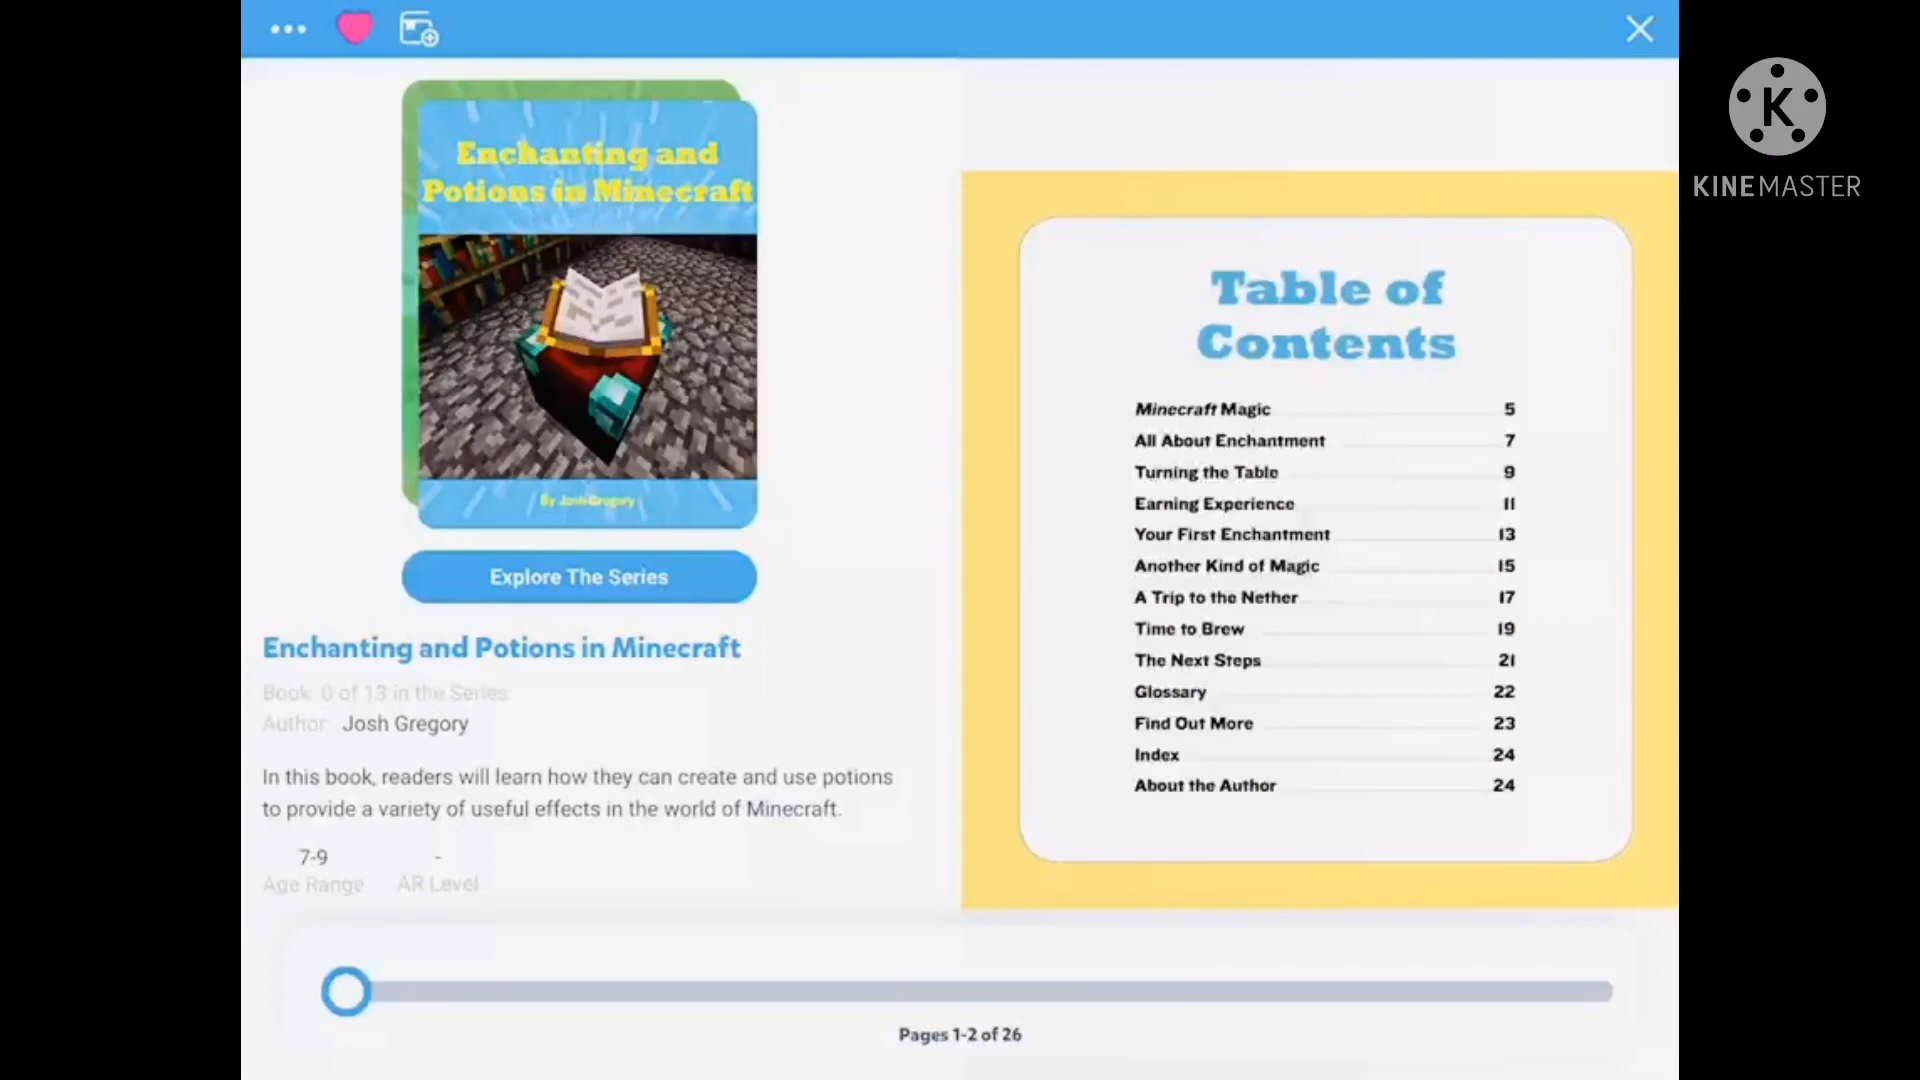 Enchanting and
Potions in Minecraft
By Josh Gregory
Explore The Series
Enchanting and Potions in Minecraft
Book 0 of 13 in the Series
Author: Josh Gregory
In this book, readers will learn how they can create and use potions
to provide a variety of useful effects in the world of Minecraft.
7-9 -
Age Range AR Level
Table of
Contents
Minecraft Magic 5
All About Enchantment 7
Turning the Table 9
Earning Experience 11
Your First Enchantment 13
Another Kind of Magic 15
A Trip to the Nether 17
Time to Brew 19
The Next Steps 21
Glossary 22
Find Out More 23
Index 24
About the Author 24
Pages 1-2 of 26
K
KINEMASTER